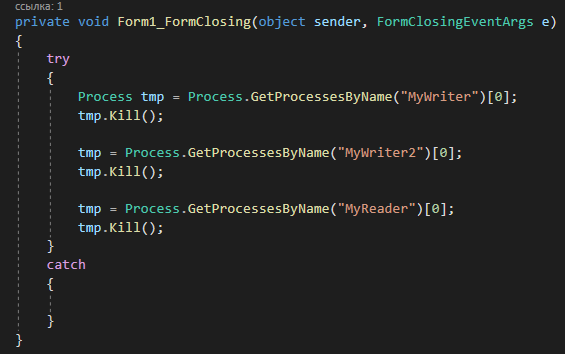 ссылка: 1
private void Form1_FormClosing(object sender, FormClosingEventArgs e)
{
try
{
Process tmp = Process.GetProcessesByName("MyWriter")[0];
tmp.Kill();
tmp = Process.GetProcessesByName("MyWriter2")[0];
tmp.Kill();
tmp = Process.GetProcessesByName("MyReader")[0];
tmp.Kill();
}
catch
{
}
}